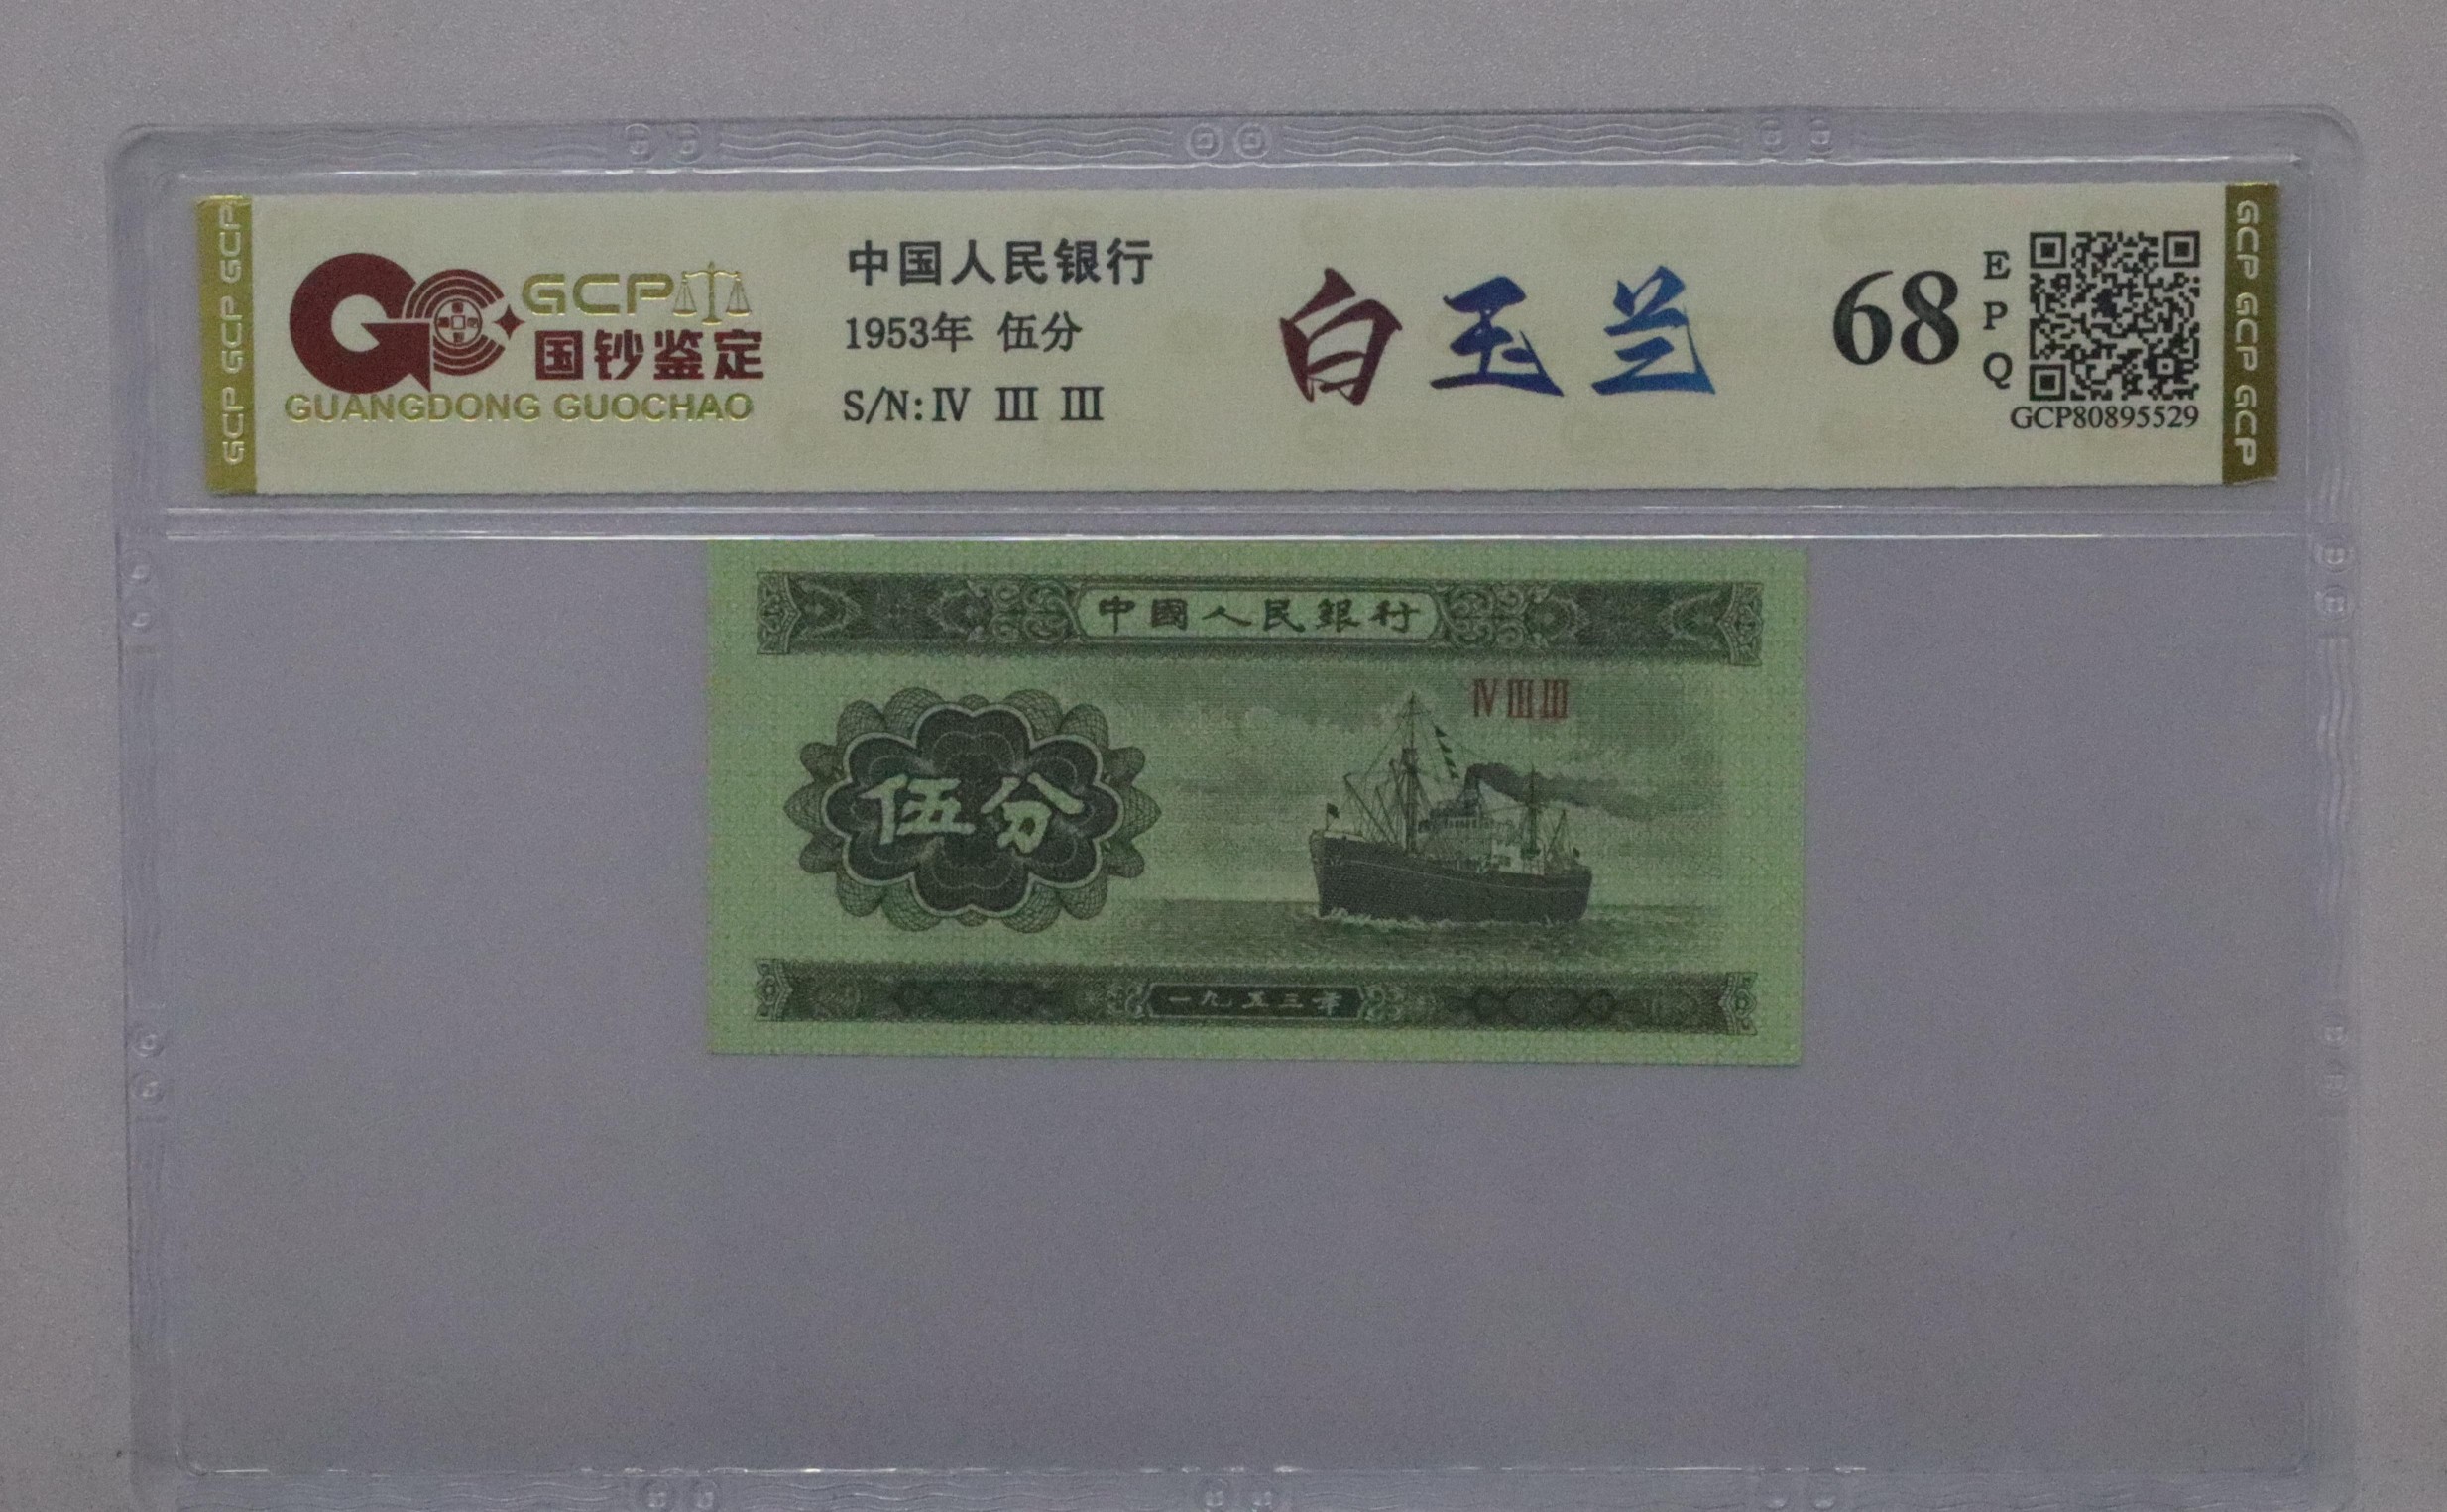 GCP GCP GCP
GCP
国钞鉴定
GUANGDONG GUOCHAO
中国人民银行
1953年 伍分
S/N: IV III III
白玉兰
68
EPQ
GCP80895529
GCP GCP GCP
中國人民銀行
IV III III
伍分
一九五三年